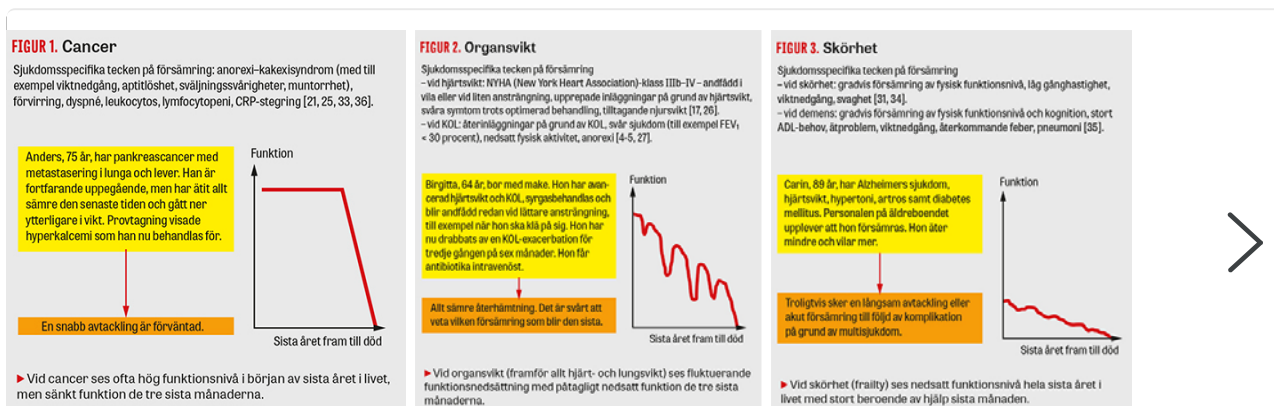 FIGUR 1. Cancer
Sjukdomsspecifika tecken på försämring: anorexi–kakexisyndrom (med till
exempel viktnedgång, aptitlöshet, sväljningssvårigheter, muntorrhet),
förvirring, dyspné, leukocytos, lymfocytopeni, CRP-stegring [21, 25, 33, 36].
Anders, 75 år, har pankreascancer med
metastasering i lunga och lever. Han är
fortfarande uppegående, men har ätit allt
sämre den senaste tiden och gått ner
ytterligare i vikt. Provtagning visade
hyperkalcemi som han nu behandlas för.
En snabb avtackling är förväntad.
Funktion
Sista året fram till död
▶ Vid cancer ses ofta hög funktionsnivå i början av sista året i livet,
men sänkt funktion de tre sista månaderna.
FIGUR 2. Organsvikt
Sjukdomsspecifika tecken på försämring
– vid hjärtsvikt: NYHA (New York Heart Association)-klass IIIb–IV – andfådd i
vila eller vid liten ansträngning, upprepade inläggningar på grund av hjärtsvikt,
svåra symtom trots optimerad behandling, tilltagande njursvikt [17, 26].
– vid KOL: återinläggningar på grund av KOL, svår sjukdom (till exempel FEV₁
< 30 procent), nedsatt fysisk aktivitet, anorexi [4-5, 27].
Birgitta, 64 år, bor med make. Hon har avan-
cerad hjärtsvikt och KOL, syrgasbehandlas och
blir andfådd redan vid lättare ansträngning,
till exempel när hon ska klä på sig. Hon har
nu drabbats av en KOL-exacerbation för
tredje gången på sex månader. Hon får
antibiotika intravenöst.
Allt sämre återhämtning. Det är svårt att
veta vilken försämring som blir den sista.
Funktion
Sista året fram till död
▶ Vid organsvikt (framför allt hjärt- och lungsvikt) ses fluktuerande
funktionsnedsättning med påtagligt nedsatt funktion de tre sista
månaderna.
FIGUR 3. Skörhet
Sjukdomsspecifika tecken på försämring
– vid skörhet: gradvis försämring av fysisk funktionsnivå, låg gånghastighet,
viktnedgång, svaghet [31, 34].
– vid demens: gradvis försämring av fysisk funktionsnivå och kognition, stort
ADL-behov, ätproblem, viktnedgång, återkommande feber, pneumoni [35].
Carin, 89 år, har Alzheimers sjukdom,
hjärtsvikt, hypertoni, artros samt diabetes
mellitus. Personalen på äldreboendet
upplever att hon försämras. Hon äter
mindre och vilar mer.
Troligtvis sker en långsam avtackling eller
akut försämring till följd av komplikation
på grund av multisjukdom.
Funktion
Sista året fram till död
▶ Vid skörhet (frailty) ses nedsatt funktionsnivå hela sista året i
livet med stort beroende av hjälp sista månaden.